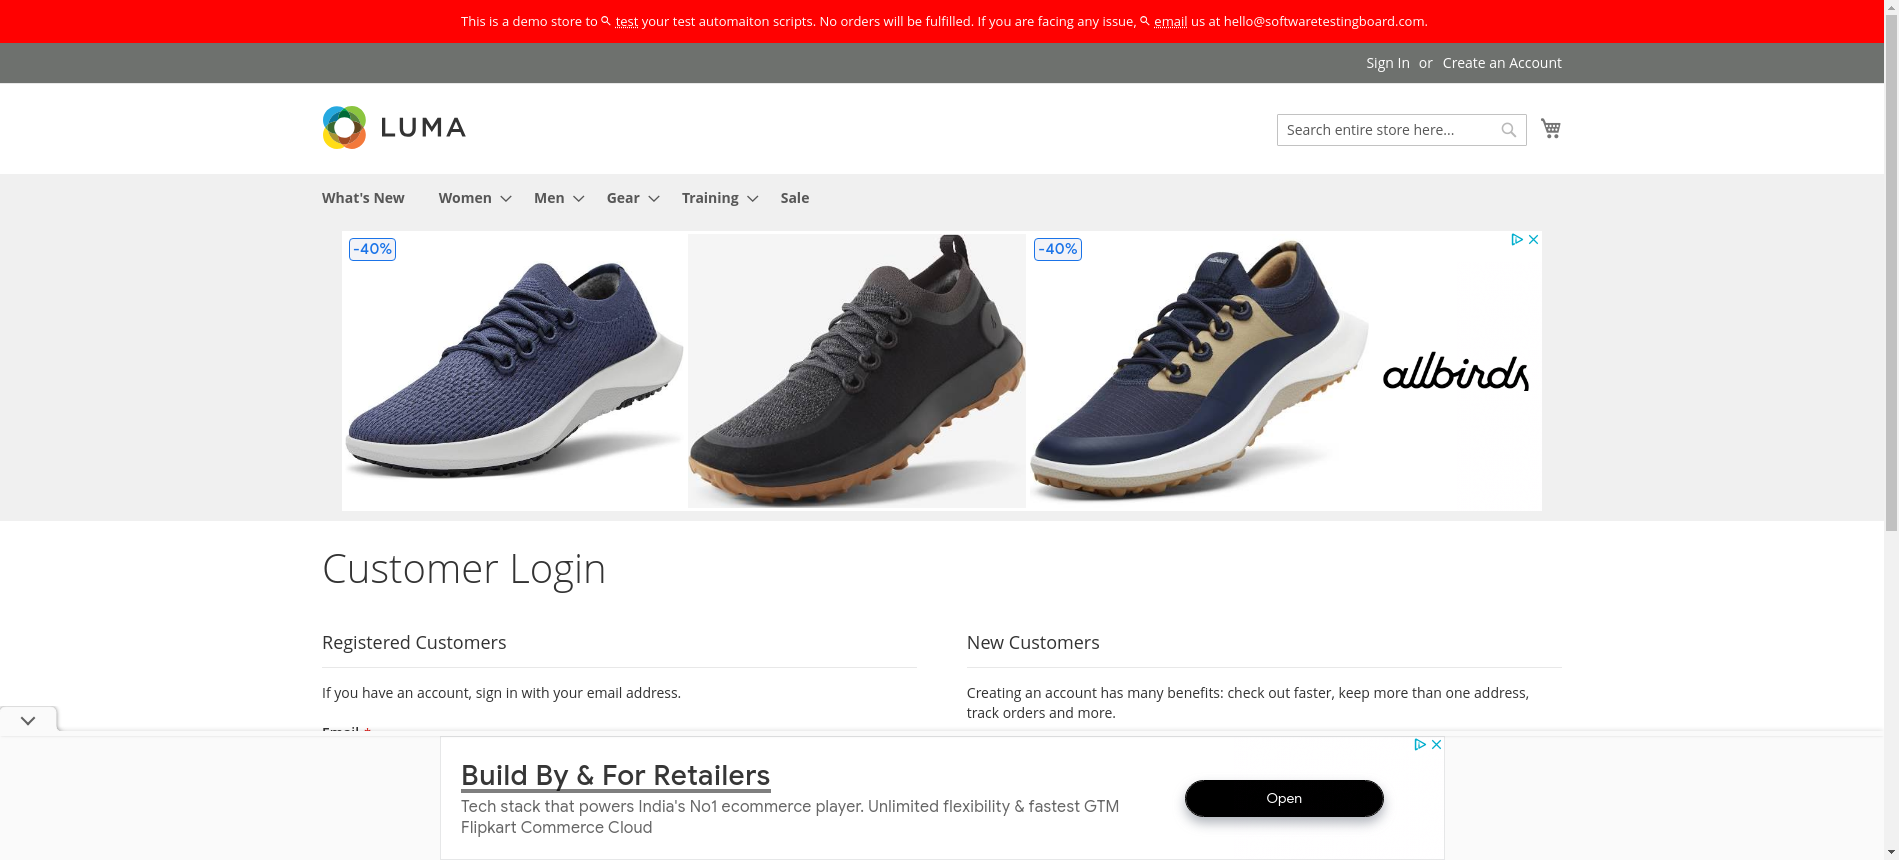 This is a demo store to test your test automaiton scripts. No orders will be fulfilled. If you are facing any issue, email us at hello@softwaretestingboard.com.
Sign In or Create an Account
LUMA
Search entire store here...
What's New Women Men Gear Training Sale
-40%
-40%
allbirds
Customer Login
Registered Customers
If you have an account, sign in with your email address.
Email *
New Customers
Creating an account has many benefits: check out faster, keep more than one address,
track orders and more.
Build By & For Retailers
Tech stack that powers India's No1 ecommerce player. Unlimited flexibility & fastest GTM
Flipkart Commerce Cloud
Open